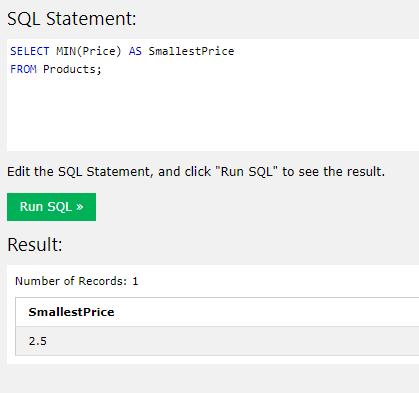 SQL Statement:
SELECT MIN(Price) AS SmallestPrice
FROM Products;
Edit the SQL Statement, and click "Run SQL" to see the result.
Run SQL »
Result:
Number of Records: 1
SmallestPrice
2.5